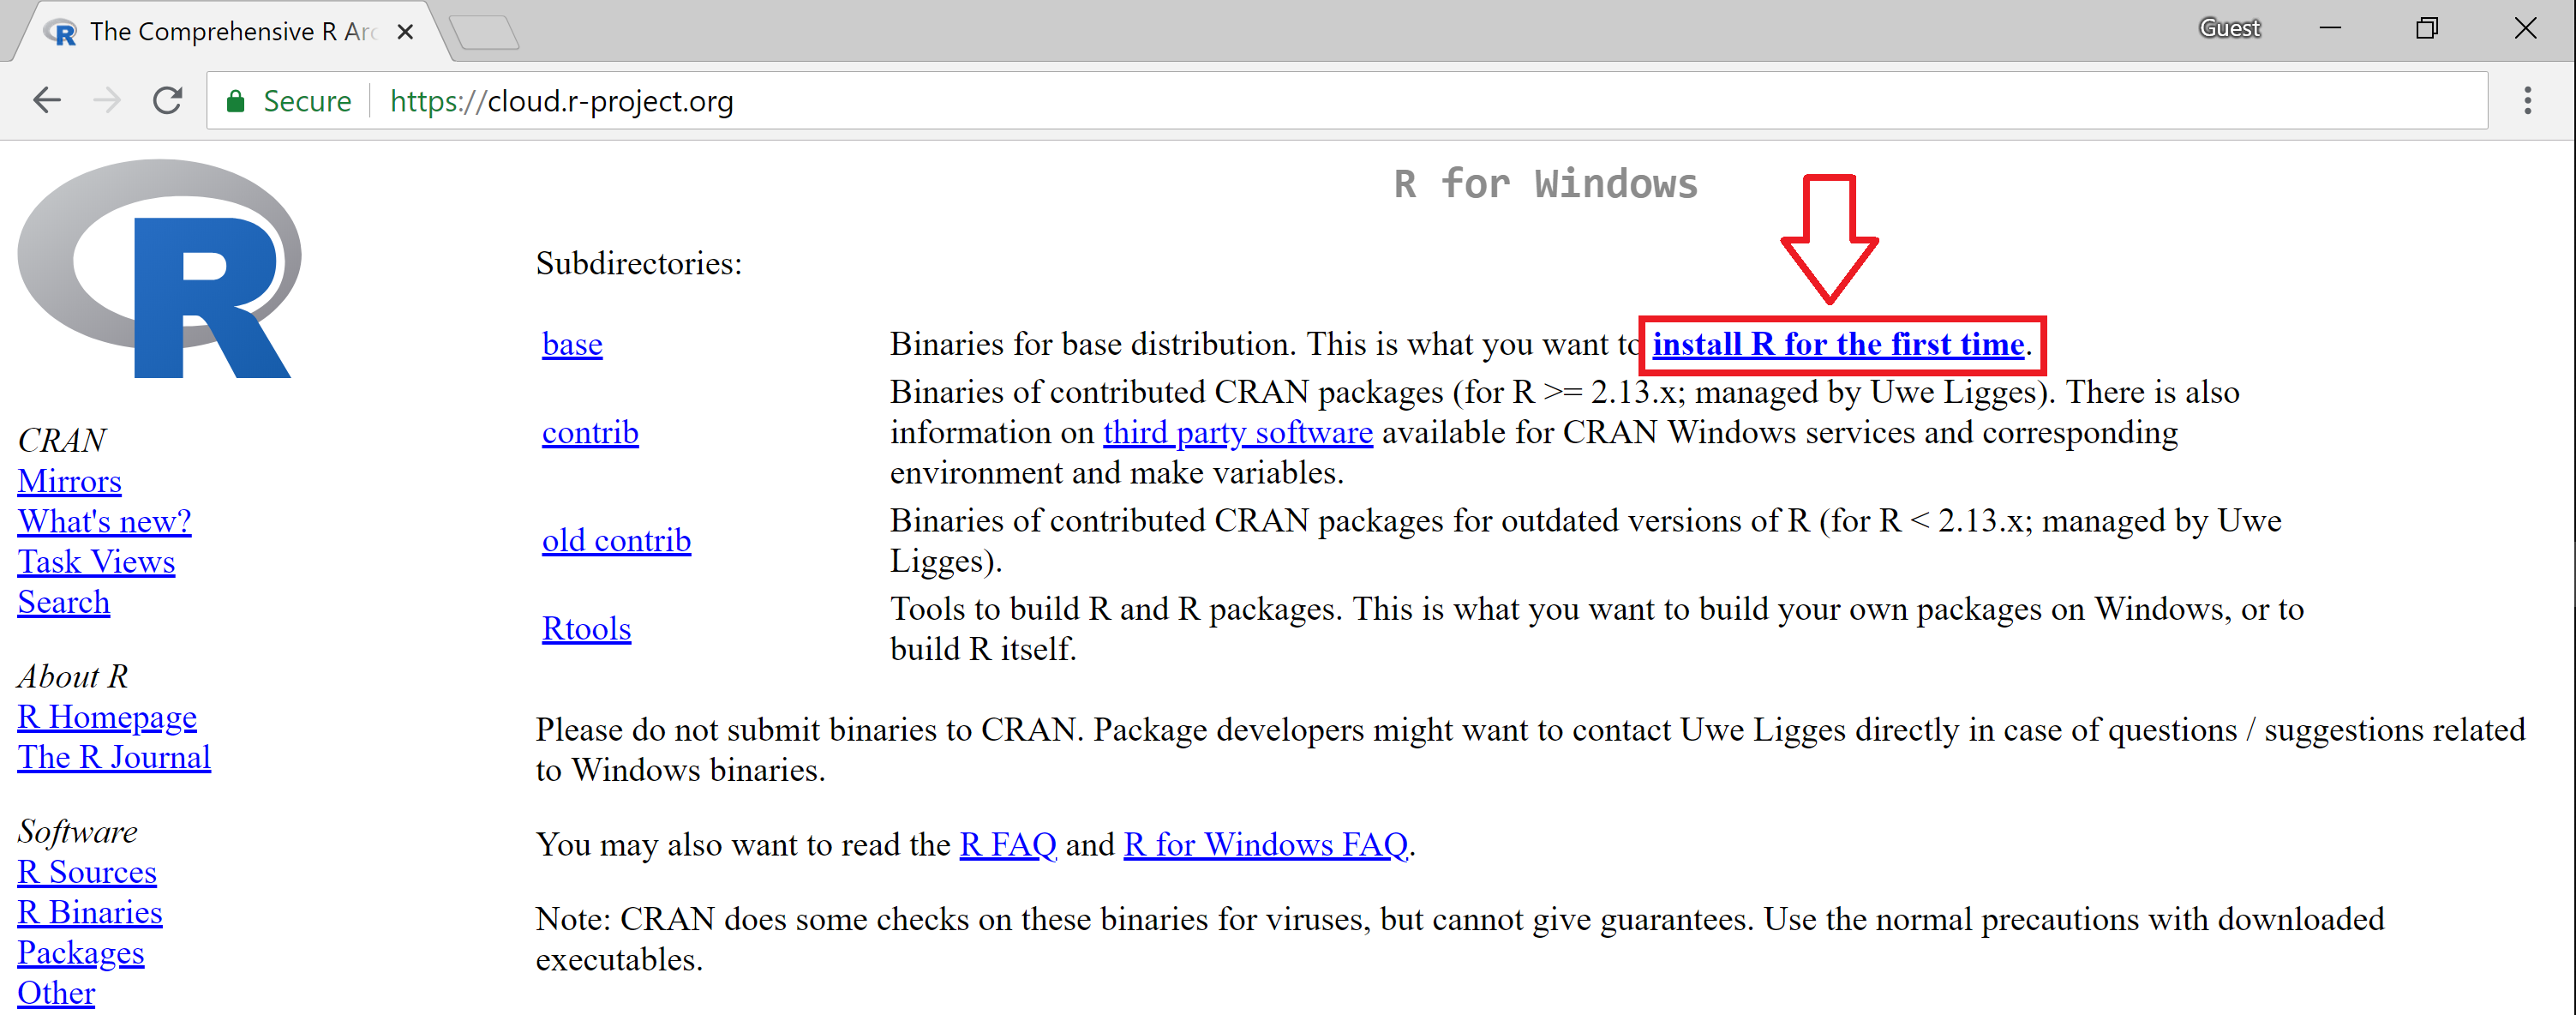 The Comprehensive R Arc
Guest
Secure
https://cloud.r-project.org
R
CRAN
Mirrors
What's new?
Task Views
Search
About R
R Homepage
The R Journal
Software
R Sources
R Binaries
Packages
Other
R for Windows
Subdirectories:
base
Binaries for base distribution. This is what you want to install R for the first time.
contrib
Binaries of contributed CRAN packages (for R >= 2.13.x; managed by Uwe Ligges). There is also
information on third party software available for CRAN Windows services and corresponding
environment and make variables.
old contrib
Binaries of contributed CRAN packages for outdated versions of R (for R < 2.13.x; managed by Uwe
Ligges).
Rtools
Tools to build R and R packages. This is what you want to build your own packages on Windows, or to
build R itself.
Please do not submit binaries to CRAN. Package developers might want to contact Uwe Ligges directly in case of questions / suggestions related
to Windows binaries.
You may also want to read the R FAQ and R for Windows FAQ.
Note: CRAN does some checks on these binaries for viruses, but cannot give guarantees. Use the normal precautions with downloaded
executables.